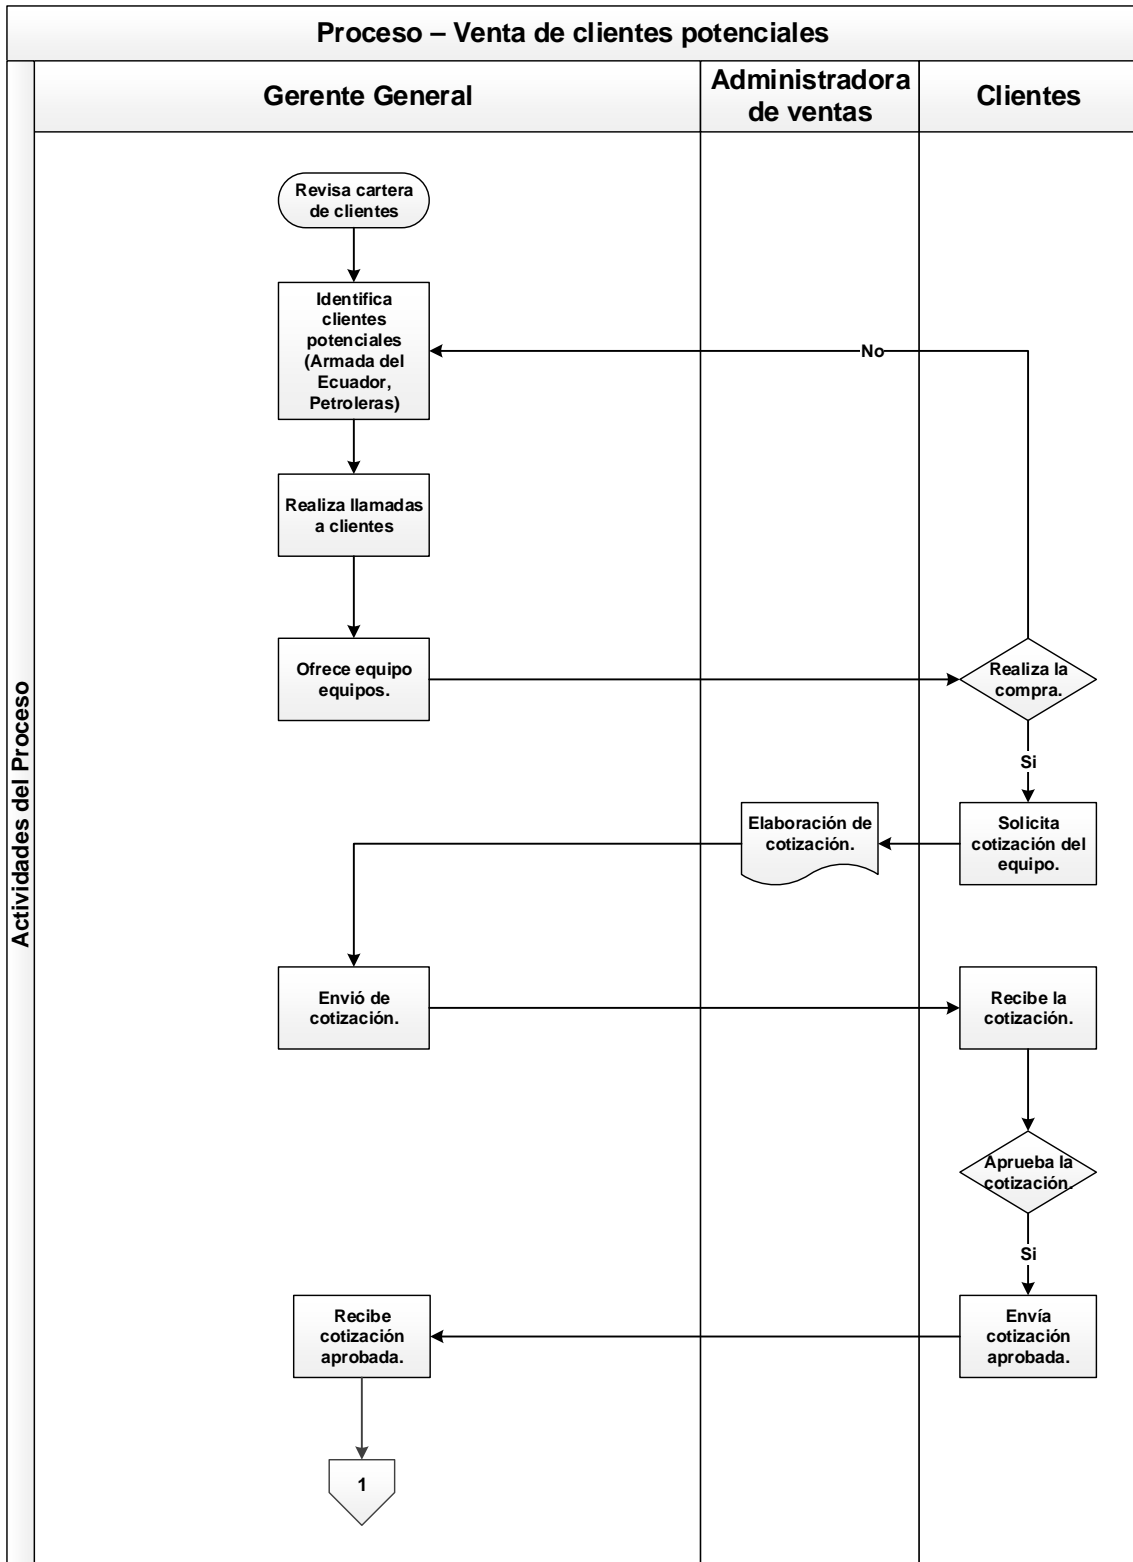 Proceso – Venta de clientes potenciales
Gerente General
Administradora
de ventas
Clientes
Actividades del Proceso
Revisa cartera
de clientes
Identifica
clientes
potenciales
(Armada del
Ecuador,
Petroleras)
No
Realiza llamadas
a clientes
Ofrece equipo
equipos.
Realiza la
compra.
Si
Elaboración de
cotización.
Solicita
cotización del
equipo.
Envió de
cotización.
Recibe la
cotización.
Aprueba la
cotización.
Si
Recibe
cotización
aprobada.
Envía
cotización
aprobada.
1